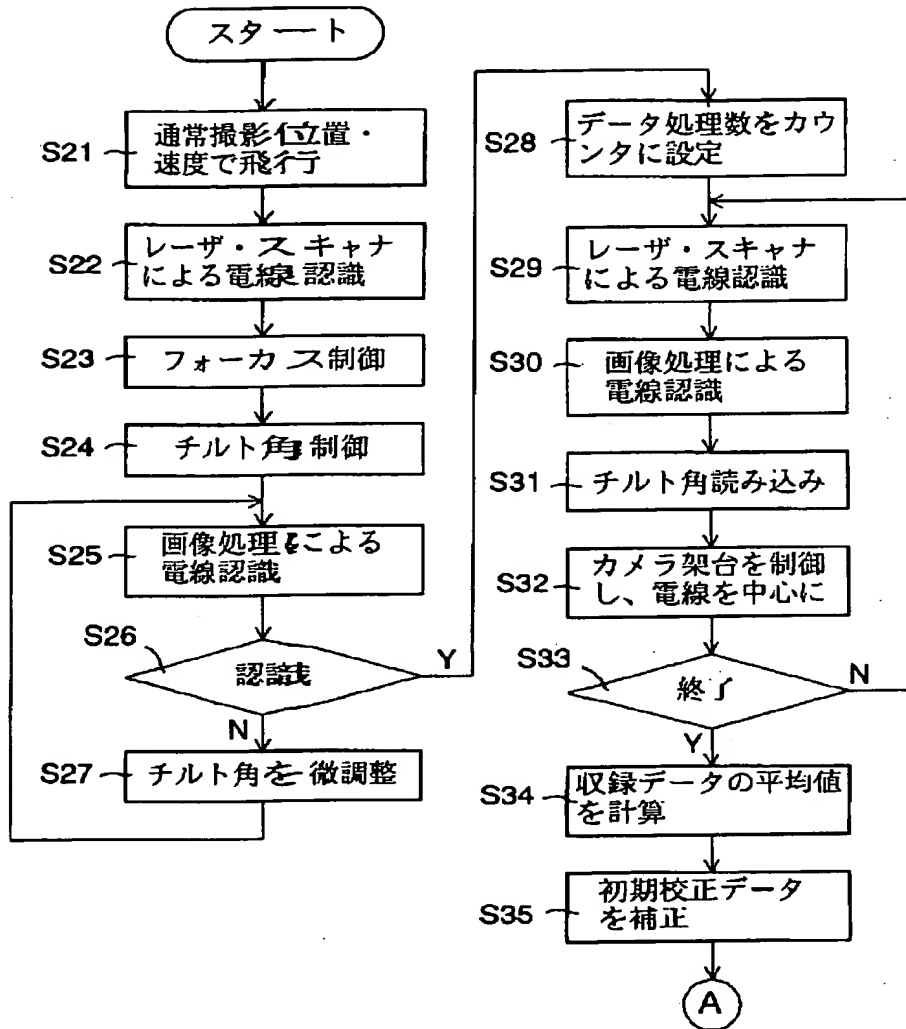 スタート
S21
通常撮影位置・
速度で飛行
S22
レーザ・スキャナ
による電線認識
S23
フォーカス制御
S24
チルト角制御
S25
画像処理による
電線認識
S26
認識
Y
N
S27
チルト角を微調整
S28
データ処理数をカウ
ンタに設定
S29
レーザ・スキャナ
による電線認識
S30
画像処理による
電線認識
S31
チルト角読み込み
S32
カメラ架台を制御
し、電線を中心に
S33
終了
N
Y
S34
収録データの平均値
を計算
S35
初期校正データ
を補正
A